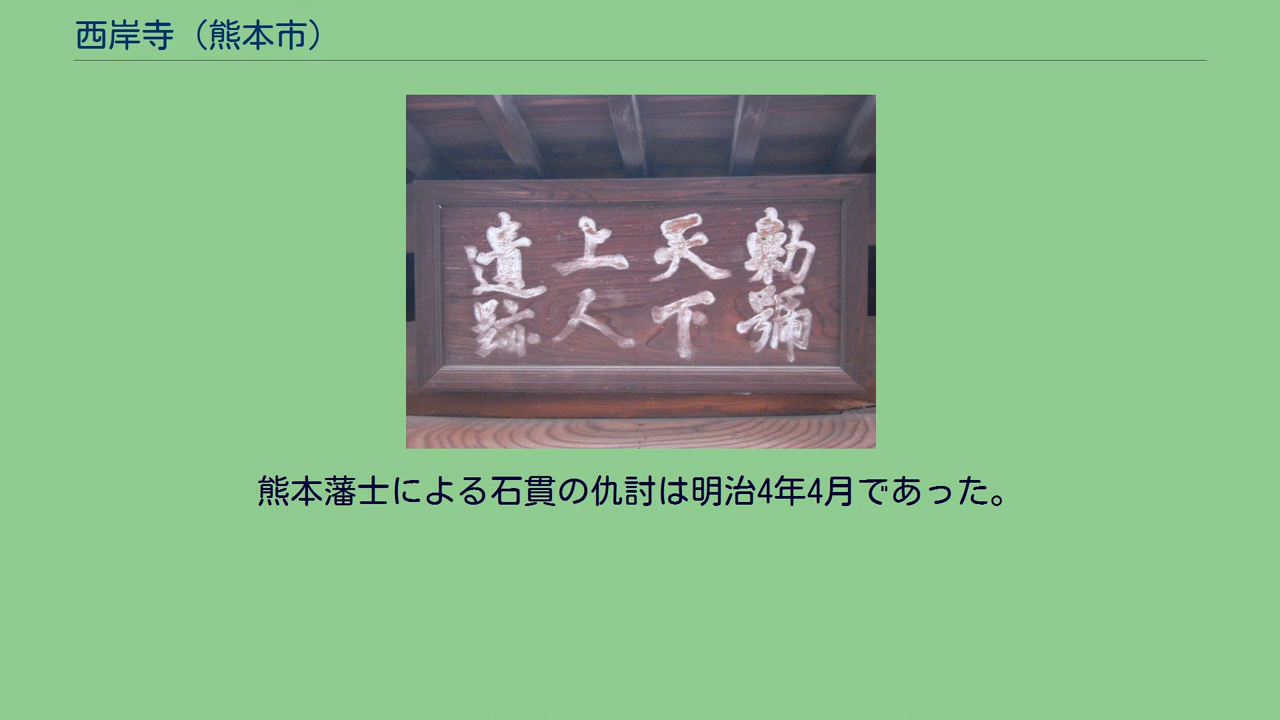 西岸寺（熊本市）
勅號
天下
上人
遺跡
熊本藩士による石貫の仇討は明治4年4月であった。